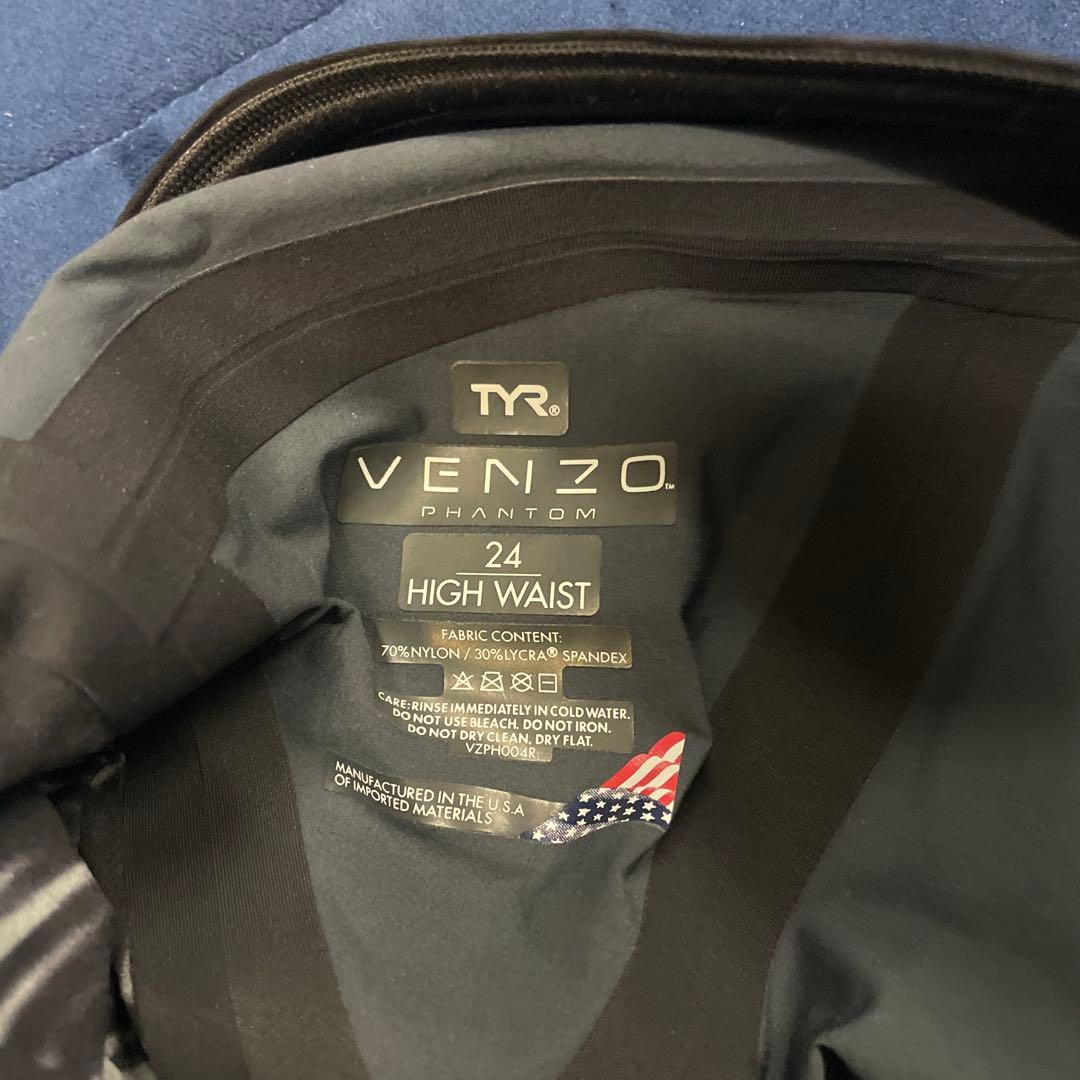 TYR®
VENZO™
PHANTOM
24
HIGH WAIST
FABRIC CONTENT:
70%NYLON / 30%LYCRA® SPANDEX
CARE:RINSE IMMEDIATELY IN COLD WATER.
DO NOT USE BLEACH. DO NOT IRON.
DO NOT DRY CLEAN. DRY FLAT.
VZPH004R
MANUFACTURED IN THE U.S.A
OF IMPORTED MATERIALS